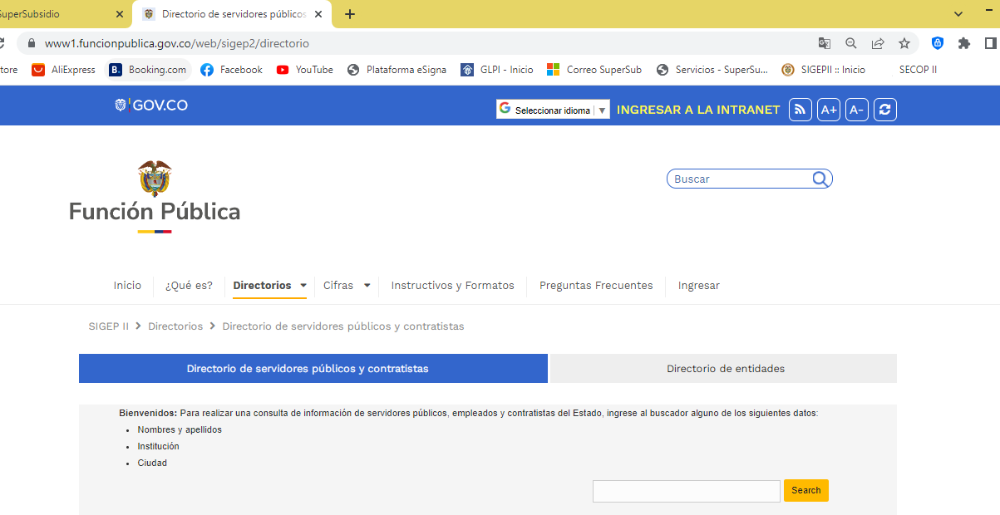 SuperSubsidio
Directorio de servidores públicos
www1.funcionpublica.gov.co/web/sigep2/directorio
tore AliExpress Booking.com Facebook YouTube Plataforma eSigna GLPI - Inicio Correo SuperSub Servicios - SuperSu... SIGEPII :: Inicio SECOP II
GOV.CO Seleccionar idioma ▼ INGRESAR A LA INTRANET A+ A-
Buscar
Función Pública
Inicio ¿Qué es? Directorios Cifras Instructivos y Formatos Preguntas Frecuentes Ingresar
SIGEP II > Directorios > Directorio de servidores públicos y contratistas
Directorio de servidores públicos y contratistas Directorio de entidades
Bienvenidos: Para realizar una consulta de información de servidores públicos, empleados y contratistas del Estado, ingrese al buscador alguno de los siguientes datos:
• Nombres y apellidos
• Institución
• Ciudad
Search